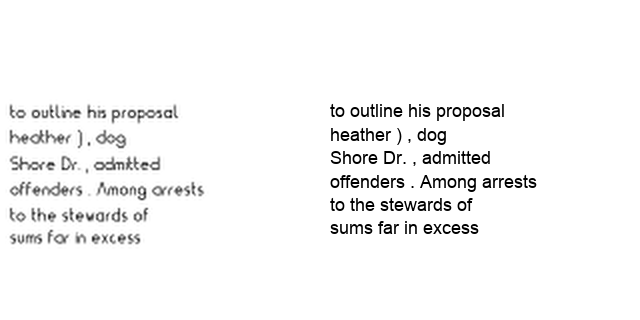 to outline his proposal
heather ) , dog
Shore Dr. , admitted
offenders . Among arrests
to the stewards of
sums far in excess
to outline his proposal
heather ) , dog
Shore Dr. , admitted
offenders . Among arrests
to the stewards of
sums far in excess